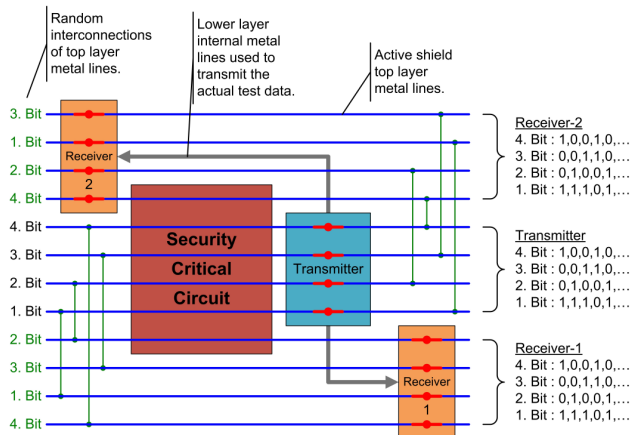 Random
interconnections
of top layer
metal lines.
Lower layer
internal metal
lines used to
transmit the
actual test data.
Active shield
top layer
metal lines.
3. Bit
1. Bit
2. Bit
4. Bit
4. Bit
3. Bit
2. Bit
1. Bit
2. Bit
3. Bit
1. Bit
4. Bit
Receiver
2
Security
Critical
Circuit
Transmitter
Receiver
1
Receiver-2
4. Bit : 1,0,0,1,0,...
3. Bit : 0,0,1,1,0,...
2. Bit : 0,1,0,0,1,...
1. Bit : 1,1,1,0,1,...
Transmitter
4. Bit : 1,0,0,1,0,...
3. Bit : 0,0,1,1,0,...
2. Bit : 0,1,0,0,1,...
1. Bit : 1,1,1,0,1,...
Receiver-1
4. Bit : 1,0,0,1,0,...
3. Bit : 0,0,1,1,0,...
2. Bit : 0,1,0,0,1,...
1. Bit : 1,1,1,0,1,...